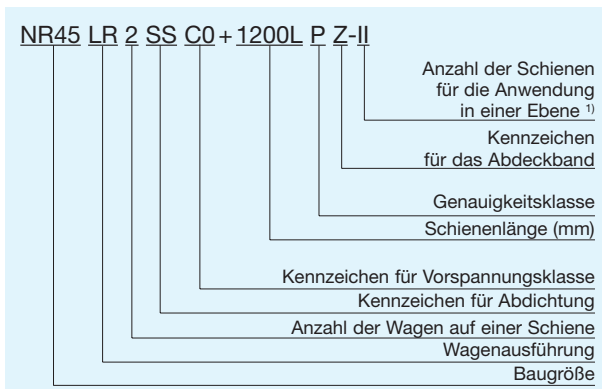 NR45 LR 2 SS C0 + 1200L P Z-II
Anzahl der Schienen
für die Anwendung
in einer Ebene 1)
Kennzeichen
für das Abdeckband
Genauigkeitsklasse
Schienenlänge (mm)
Kennzeichen für Vorspannungsklasse
Kennzeichen für Abdichtung
Anzahl der Wagen auf einer Schiene
Wagenausführung
Baugröße